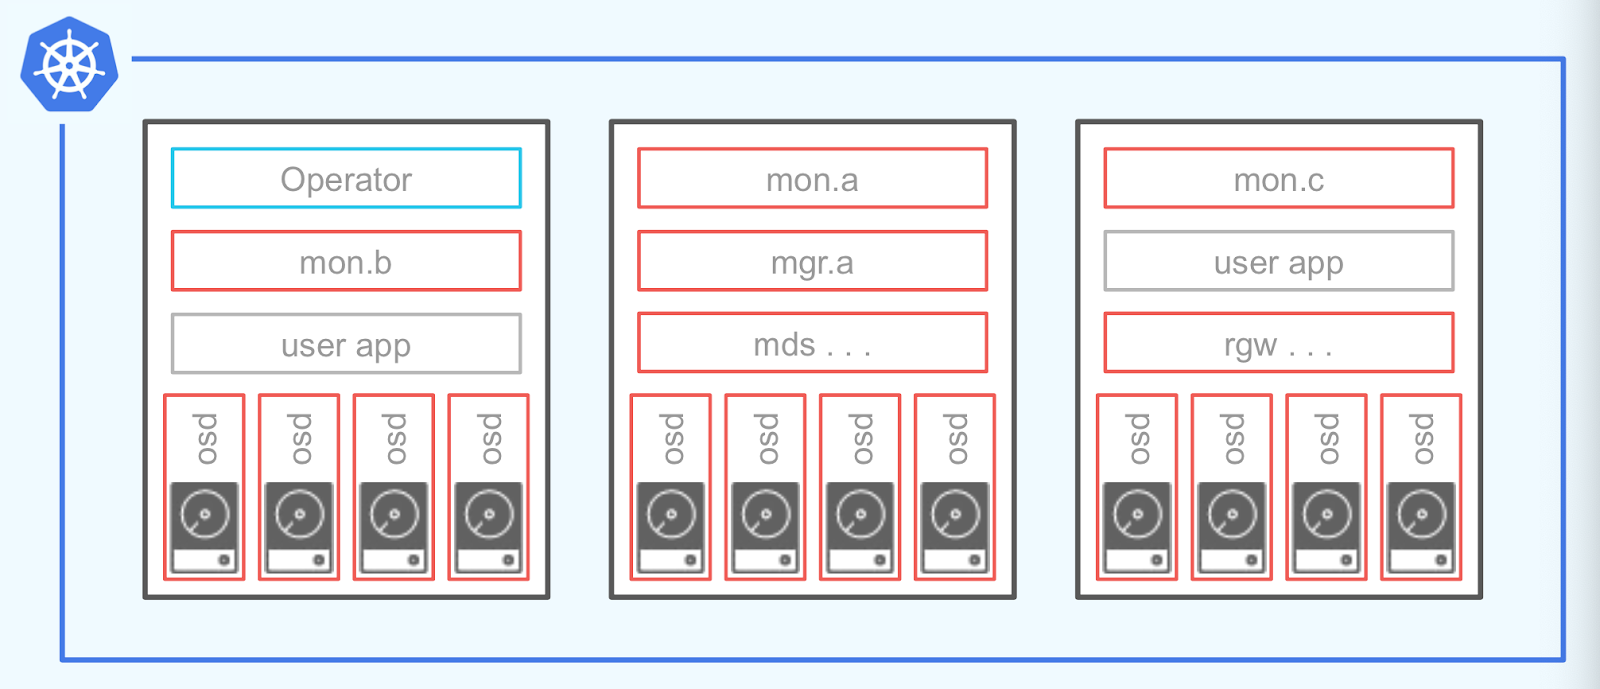 Operator
mon.b
user app
osd
osd
osd
osd
mon.a
mgr.a
mds . . .
osd
osd
osd
osd
mon.c
user app
rgw . . .
osd
osd
osd
osd